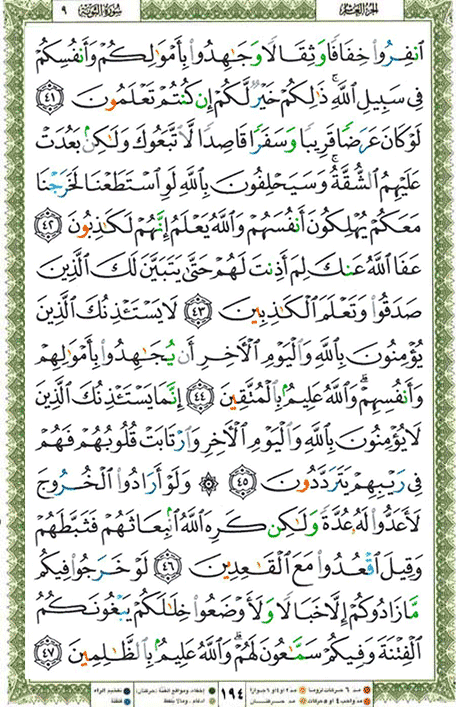 سُورَةُ التَّوْبَةِ ٩
الجزء العاشر
ٱنفِرُوا۟ خِفَافًا وَثِقَالًا وَجَـٰهِدُوا۟ بِأَمْوَٰلِكُمْ وَأَنفُسِكُمْ
فِى سَبِيلِ ٱللَّهِ ۚ ذَٰلِكُمْ خَيْرٌ لَّكُمْ إِن كُنتُمْ تَعْلَمُونَ ٤١
لَوْ كَانَ عَرَضًا قَرِيبًا وَسَفَرًا قَاصِدًا لَّٱتَّبَعُوكَ وَلَـٰكِنۢ بَعُدَتْ
عَلَيْهِمُ ٱلشُّقَّةُ ۚ وَسَيَحْلِفُونَ بِٱللَّهِ لَوِ ٱسْتَطَعْنَا لَخَرَجْنَا
مَعَكُمْ يُهْلِكُونَ أَنفُسَهُمْ وَٱللَّهُ يَعْلَمُ إِنَّهُمْ لَكَـٰذِبُونَ ٤٢
عَفَا ٱللَّهُ عَنكَ لِمَ أَذِنتَ لَهُمْ حَتَّىٰ يَتَبَيَّنَ لَكَ ٱلَّذِينَ
صَدَقُوا۟ وَتَعْلَمَ ٱلْكَـٰذِبِينَ ٤٣ لَا يَسْتَـْٔذِنُكَ ٱلَّذِينَ
يُؤْمِنُونَ بِٱللَّهِ وَٱلْيَوْمِ ٱلْـَٔاخِرِ أَن يُجَـٰهِدُوا۟ بِأَمْوَٰلِهِمْ
وَأَنفُسِهِمْ ۗ وَٱللَّهُ عَلِيمٌۢ بِٱلْمُتَّقِينَ ٤٤ إِنَّمَا يَسْتَـْٔذِنُكَ ٱلَّذِينَ
لَا يُؤْمِنُونَ بِٱللَّهِ وَٱلْيَوْمِ ٱلْـَٔاخِرِ وَٱرْتَابَتْ قُلُوبُهُمْ فَهُمْ
فِى رَيْبِهِمْ يَتَرَدَّدُونَ ٤٥ ۞ وَلَوْ أَرَادُوا۟ ٱلْخُرُوجَ
لَأَعَدُّوا۟ لَهُۥ عُدَّةً وَلَـٰكِن كَرِهَ ٱللَّهُ ٱنۢبِعَاثَهُمْ فَثَبَّطَهُمْ
وَقِيلَ ٱقْعُدُوا۟ مَعَ ٱلْقَـٰعِدِينَ ٤٦ لَوْ خَرَجُوا۟ فِيكُم
مَّا زَادُوكُمْ إِلَّا خَبَالًا وَلَأَوْضَعُوا۟ خِلَـٰلَكُمْ يَبْغُونَكُمُ
ٱلْفِتْنَةَ وَفِيكُمْ سَمَّـٰعُونَ لَهُمْ ۗ وَٱللَّهُ عَلِيمٌۢ بِٱلظَّـٰلِمِينَ ٤٧
١٩٤